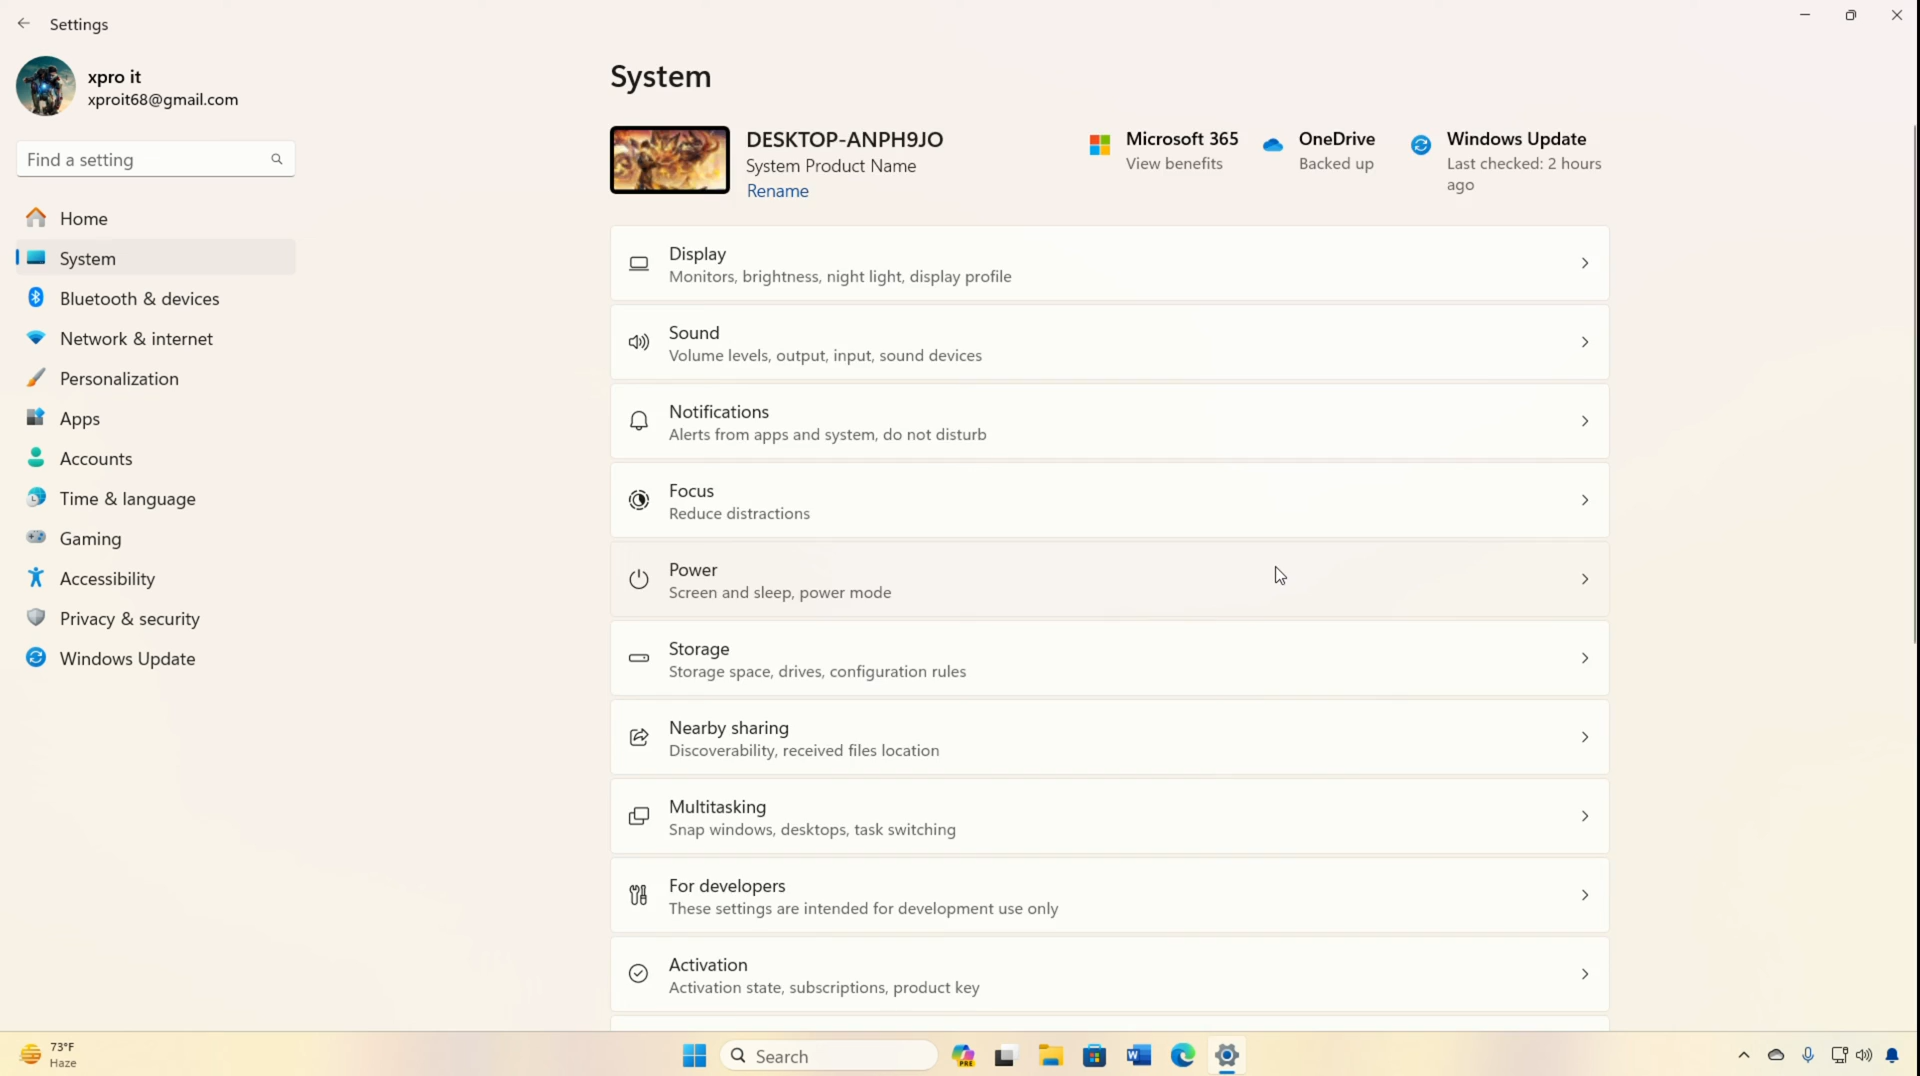 Settings
xpro it
xproit68@gmail.com
Find a setting
Home
System
Bluetooth & devices
Network & internet
Personalization
Apps
Accounts
Time & language
Gaming
Accessibility
Privacy & security
Windows Update
System
DESKTOP-ANPH9JO
System Product Name
Rename
Microsoft 365
View benefits
OneDrive
Backed up
Windows Update
Last checked: 2 hours
ago
Display
Monitors, brightness, night light, display profile
Sound
Volume levels, output, input, sound devices
Notifications
Alerts from apps and system, do not disturb
Focus
Reduce distractions
Power
Screen and sleep, power mode
Storage
Storage space, drives, configuration rules
Nearby sharing
Discoverability, received files location
Multitasking
Snap windows, desktops, task switching
For developers
These settings are intended for development use only
Activation
Activation state, subscriptions, product key
73°F
Haze
Search
PRE
W